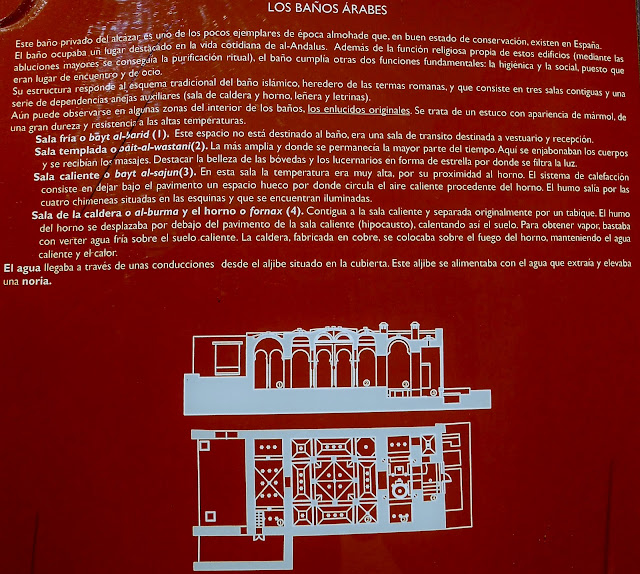 LOS BAÑOS ÁRABES
Este baño privado del alcazar es uno de los pocos ejemplares de época almohade que, en buen estado de conservación, existen en España.
El baño ocupaba un lugar destacado en la vida cotidiana de al-Andalus. Además de la función religiosa propia de estos edificios (mediante las
abluciones mayores se conseguía la purificación ritual), el baño cumplía otras dos funciones fundamentales: la higiénica y la social, puesto que
eran lugar de encuentro y de ocio.
Su estructura responde al esquema tradicional del baño islámico, heredero de las termas romanas, y que consiste en tres salas contiguas y una
serie de dependencias anejas auxiliares (sala de caldera y horno, leñera y letrinas).
Aún puede observarse en algunas zonas del interior de los baños, los enlucidos originales. Se trata de un estuco con apariencia de mármol, de
una gran dureza y resistencia a las altas temperaturas.
Sala fría o bayt al-barid (1). Este espacio no está destinado al baño, era una sala de transito destinada a vestuario y recepción.
Sala templada o bait-al-wastani(2). La más amplia y donde se permanecía la mayor parte del tiempo. Aquí se enjabonaban los cuerpos
y se recibían los masajes. Destacar la belleza de las bóvedas y los lucernarios en forma de estrella por donde se filtra la luz.
Sala caliente o bayt al-sajun(3). En esta sala la temperatura era muy alta, por su proximidad al horno. El sistema de calefacción
consiste en dejar bajo el pavimento un espacio hueco por donde circula el aire caliente procedente del horno. El humo salía por las
cuatro chimeneas situadas en las esquinas y que se encuentran iluminadas.
Sala de la caldera o al-burma y el horno o fornax (4). Contigua a la sala caliente y separada originalmente por un tabique. El humo
del horno se desplazaba por debajo del pavimento de la sala caliente (hipocausto), calentando asi el suelo. Para obtener vapor, bastaba
con verter agua fría sobre el suelo caliente. La caldera, fabricada en cobre, se colocaba sobre el fuego del horno, manteniendo el agua
caliente y el calor.
El agua llegaba a través de unas conducciones desde el aljibe situado en la cubierta. Este aljibe se alimentaba con el agua que extraía y elevaba
una noria.